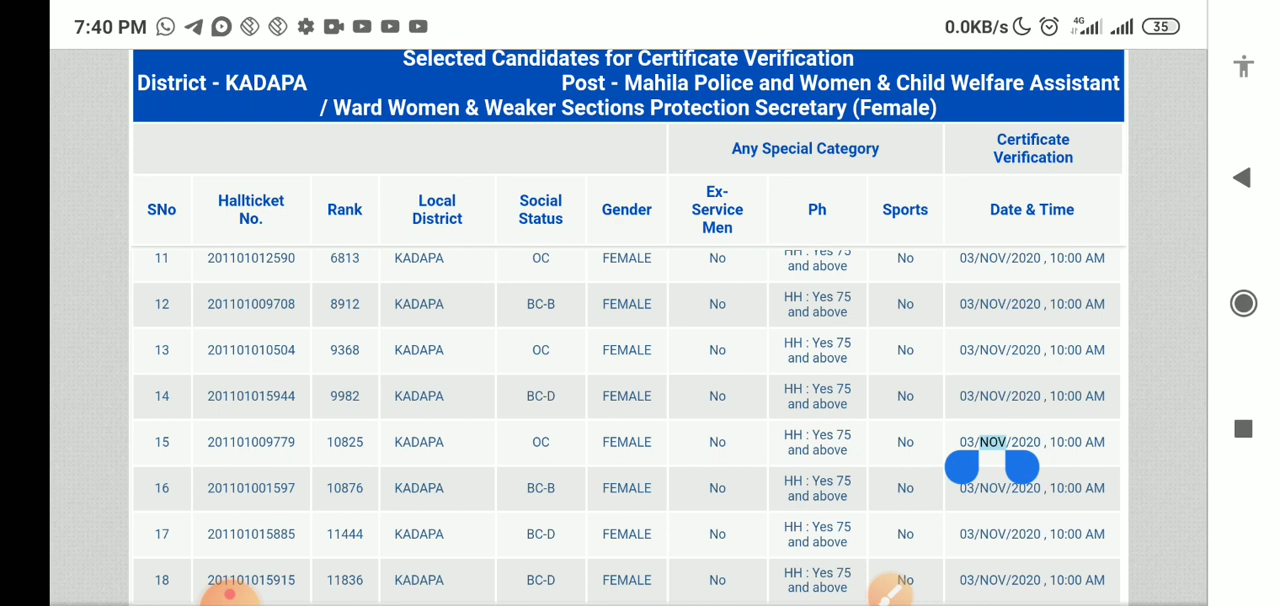 7:40 PM
0.0KB/s 4G 35
Selected Candidates for Certificate Verification
District - KADAPA Post - Mahila Police and Women & Child Welfare Assistant
/ Ward Women & Weaker Sections Protection Secretary (Female)
Any Special Category Certificate Verification
SNo Hallticket No. Rank Local District Social Status Gender Ex-Service Men Ph Sports Date & Time
11 201101012590 6813 KADAPA OC FEMALE No HH : Yes 75 and above No 03/NOV/2020 , 10:00 AM
12 201101009708 8912 KADAPA BC-B FEMALE No HH : Yes 75 and above No 03/NOV/2020 , 10:00 AM
13 201101010504 9368 KADAPA OC FEMALE No HH : Yes 75 and above No 03/NOV/2020 , 10:00 AM
14 201101015944 9982 KADAPA BC-D FEMALE No HH : Yes 75 and above No 03/NOV/2020 , 10:00 AM
15 201101009779 10825 KADAPA OC FEMALE No HH : Yes 75 and above No 03/NOV/2020 , 10:00 AM
16 201101001597 10876 KADAPA BC-B FEMALE No HH : Yes 75 and above No 03/NOV/2020 , 10:00 AM
17 201101015885 11444 KADAPA BC-D FEMALE No HH : Yes 75 and above No 03/NOV/2020 , 10:00 AM
18 201101015915 11836 KADAPA BC-D FEMALE No HH : Yes 75 and above No 03/NOV/2020 , 10:00 AM